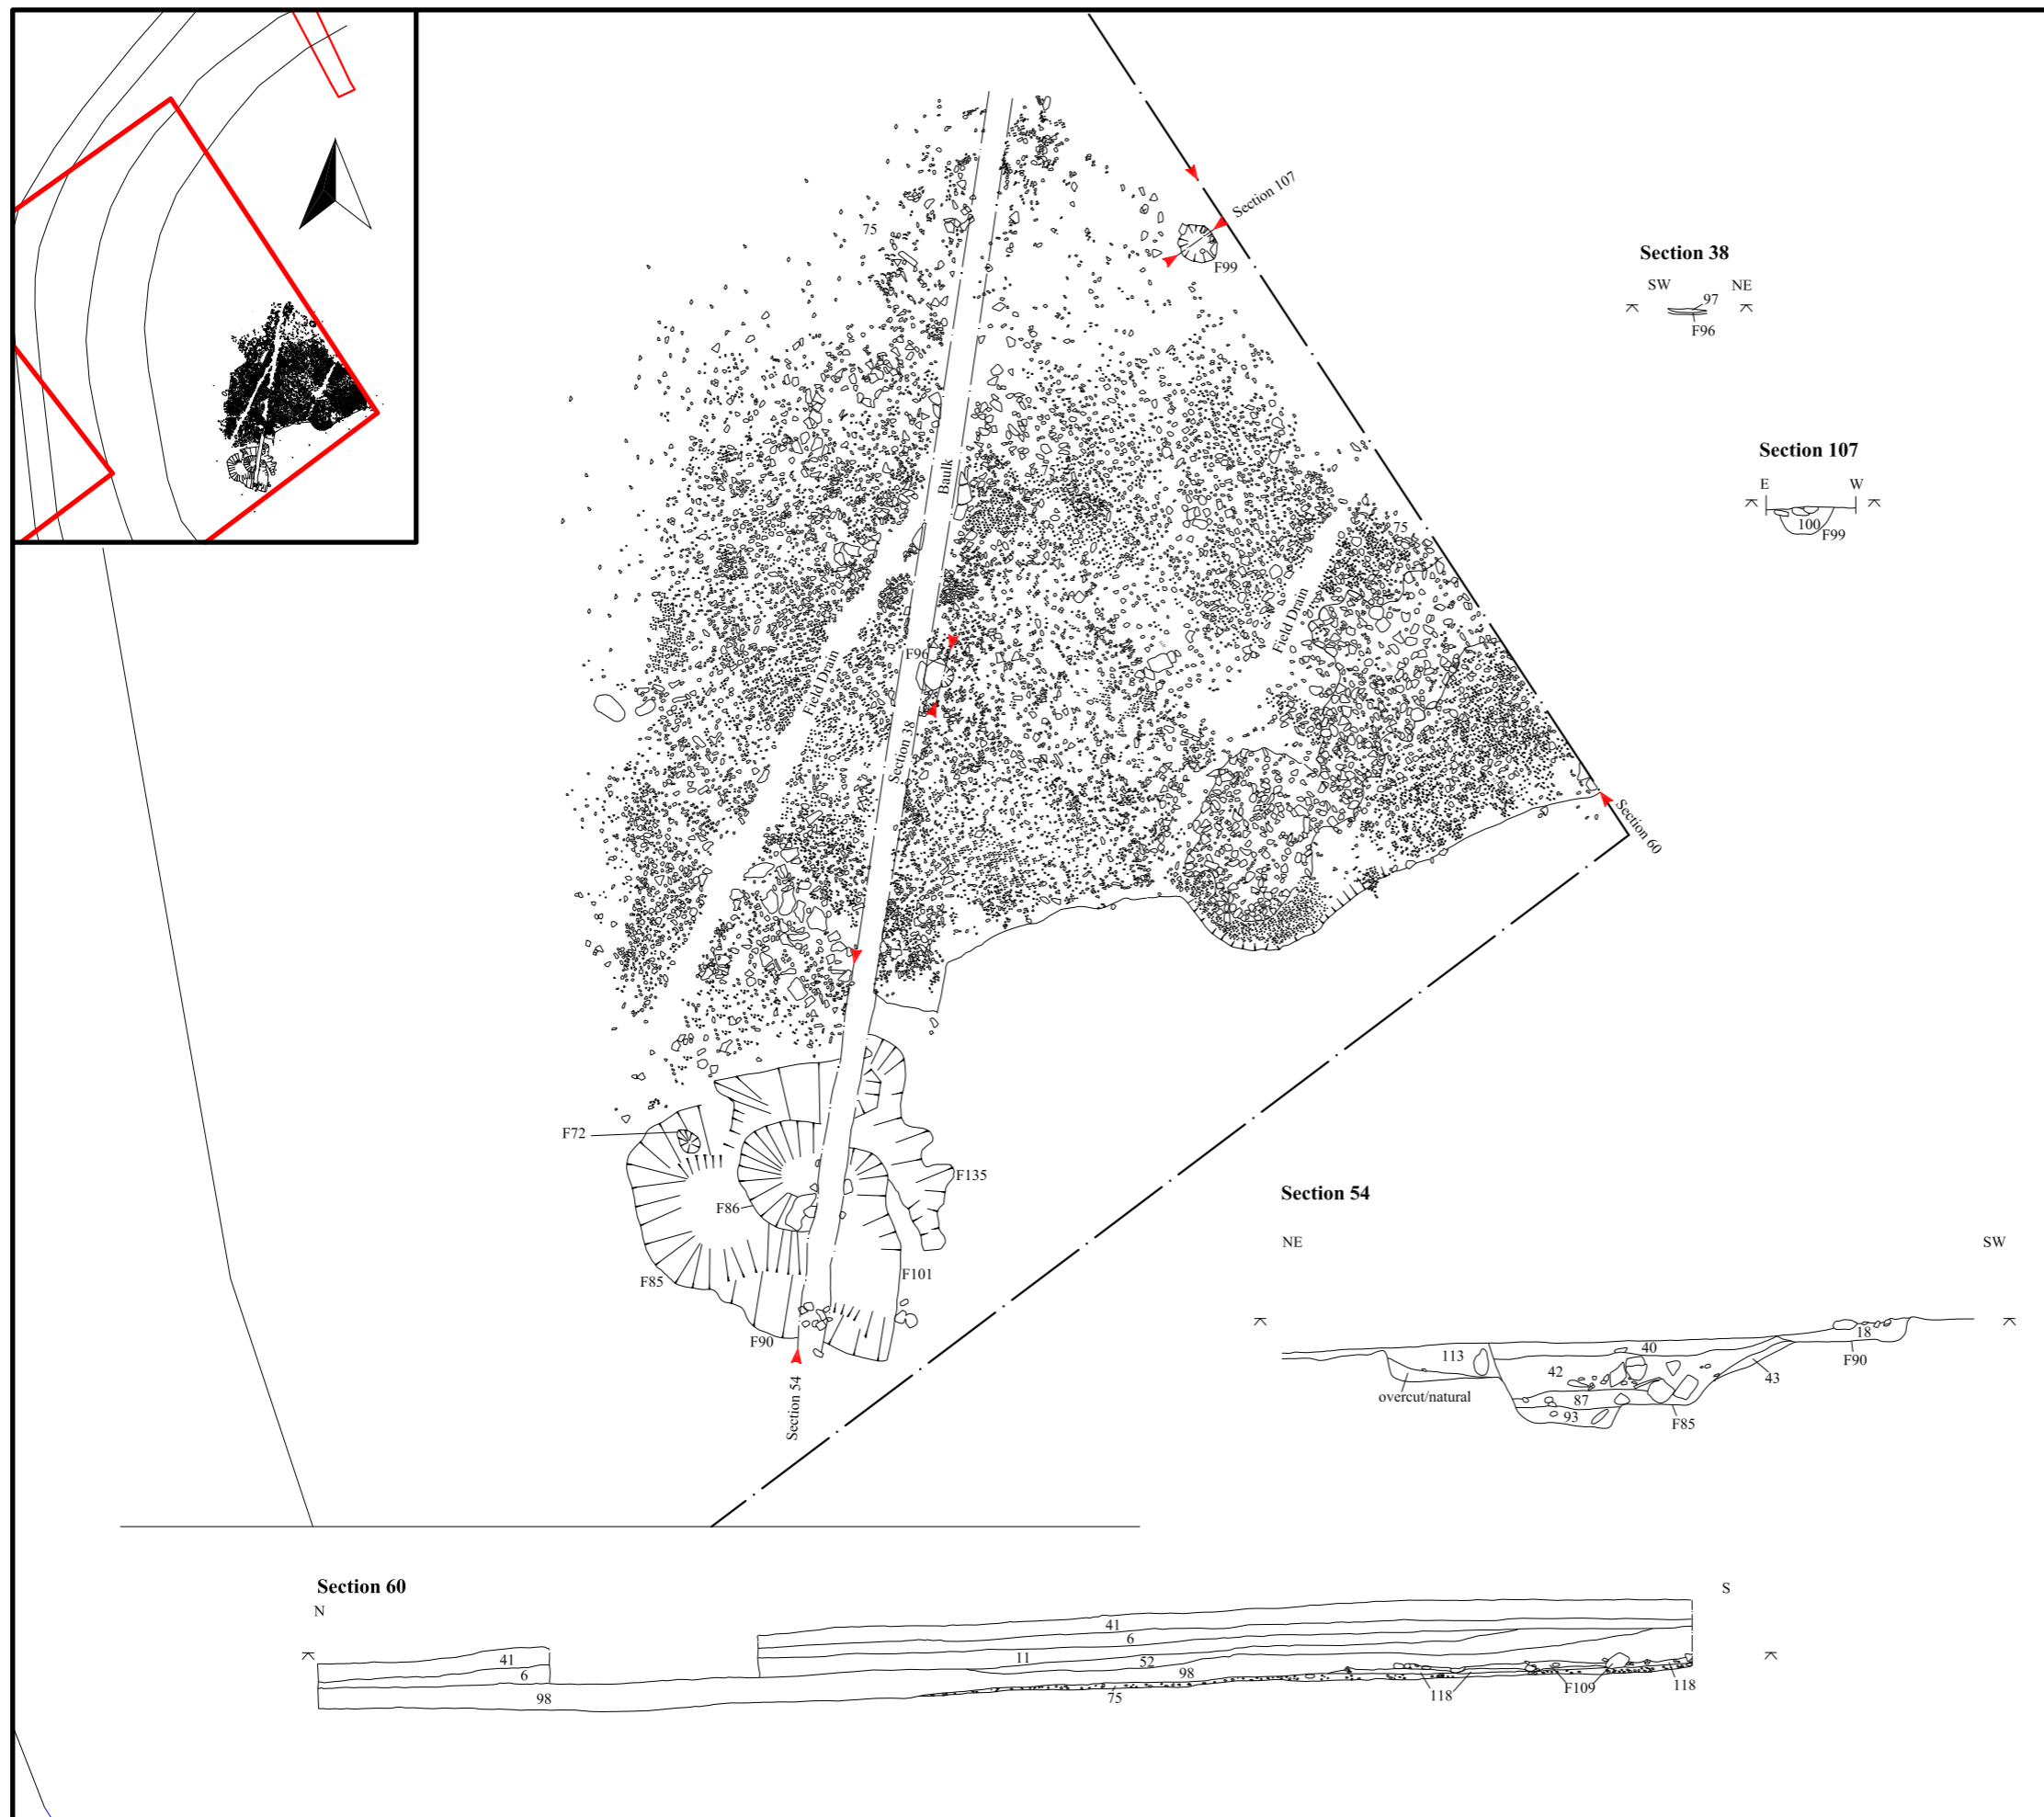 Section 107
75
F99
Section 38
SW NE
97
F96
Section 107
E W
100
F99
Baulk
75
75
Field Drain
Field Drain
F96
Section 38
Section 60
F72
F135
F86
F85
F101
F90
Section 54
Section 54
NE SW
40
18
113
F90
42
43
overcut/natural
87
93
F85
Section 60
N S
41
6
11
52
98
41
6
98
75
118
F109
118